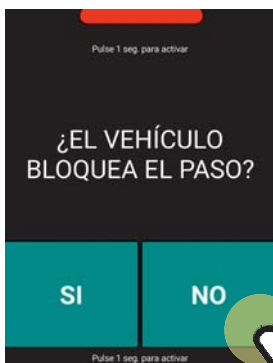 Pulse 1 seg. para activar
¿EL VEHÍCULO
BLOQUEA EL PASO?
SI
NO
Pulse 1 seg. para activar